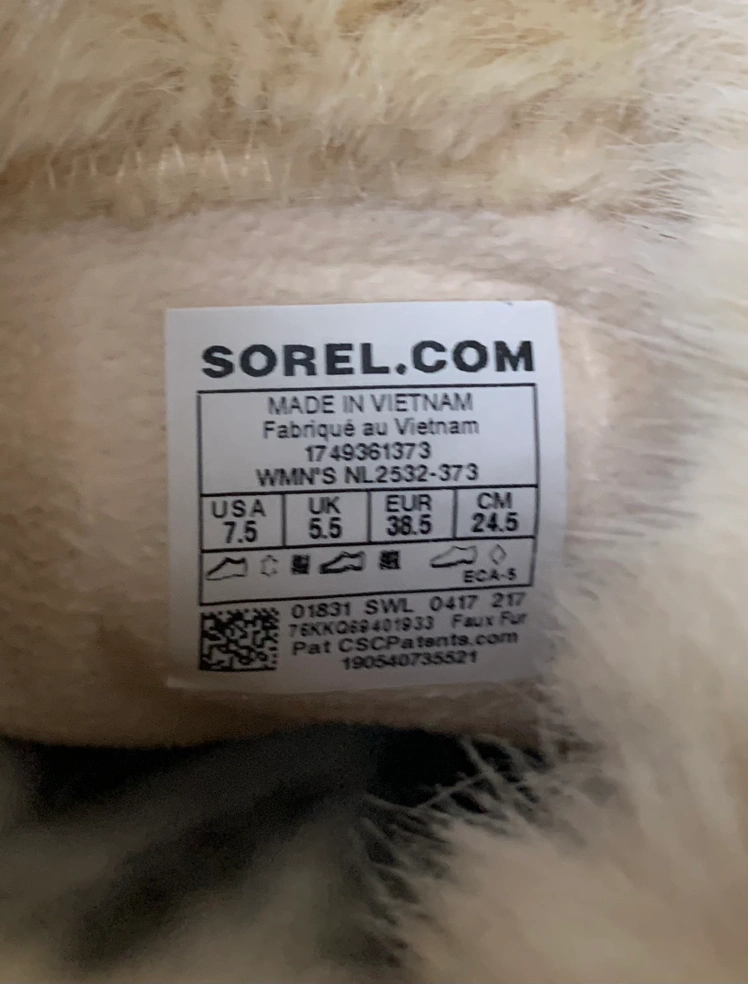 SOREL.COM
MADE IN VIETNAM
Fabriqué au Vietnam
1749361373
WMN'S NL2532-373
USA UK EUR CM
7.5 5.5 38.5 24.5
ECA-5
01831 SWL 0417 217
76KKQ69401933 Faux Fur
Pat CSCPatents.com
190540735521